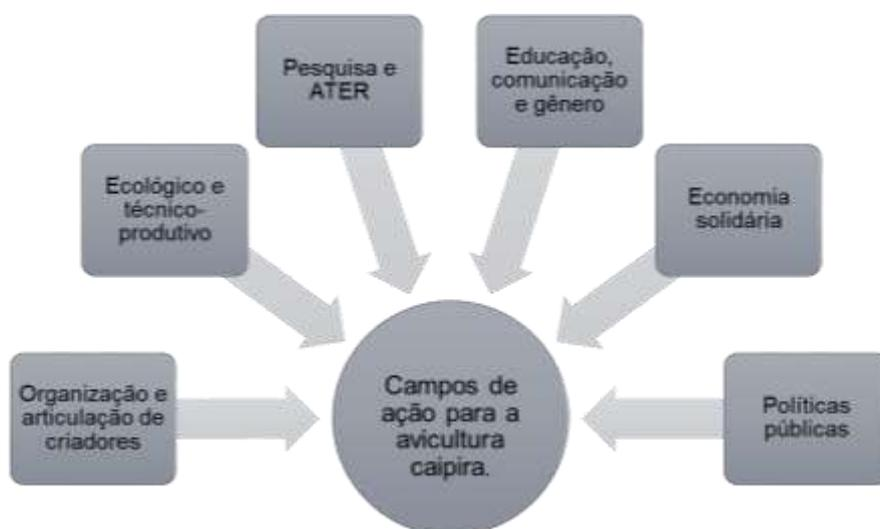 Pesquisa e
ATER
Educação,
comunicação
e gênero
Ecológico e
técnico-
produtivo
Economia
solidária
Organização e
articulação de
criadores
Campos de
ação para a
avicultura
caipira.
Políticas
públicas